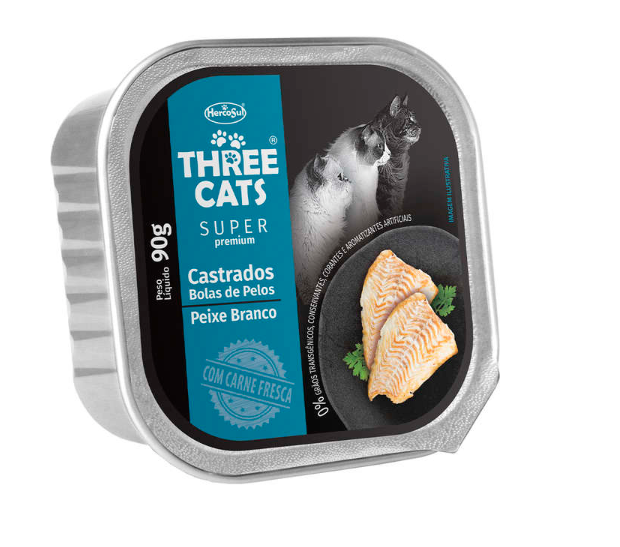 HercoSul
THREE ®
CATS
SUPER
premium
Castrados
Bolas de Pelos
Peixe Branco
COM CARNE FRESCA
Peso
Líquido 90g
0% GRÃOS TRANSGÊNICOS, CONSERVANTES, CORANTES E AROMATIZANTES ARTIFICIAIS
IMAGEM ILUSTRATIVA